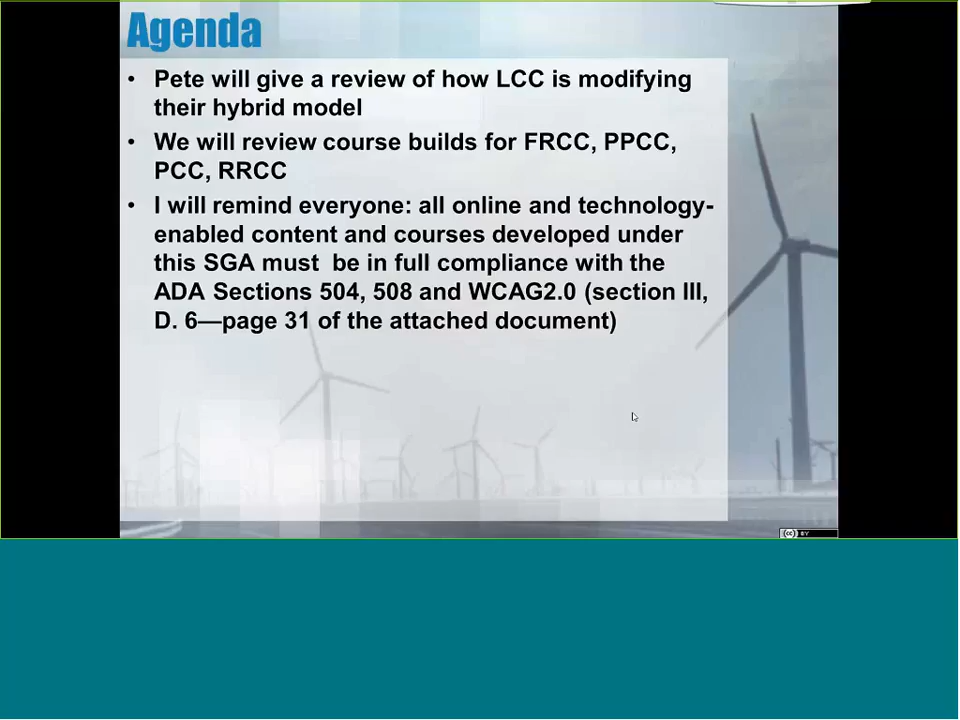 Agenda
• Pete will give a review of how LCC is modifying
their hybrid model
• We will review course builds for FRCC, PPCC,
PCC, RRCC
• I will remind everyone: all online and technology-
enabled content and courses developed under
this SGA must  be in full compliance with the
ADA Sections 504, 508 and WCAG2.0 (section III,
D. 6—page 31 of the attached document)
(cc) BY